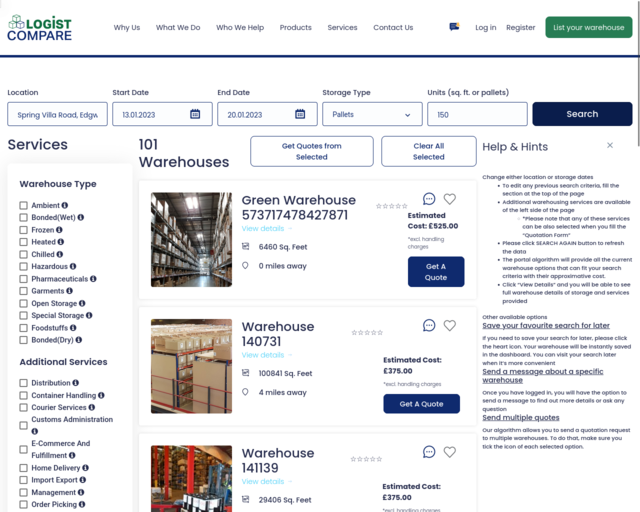 LOGIST
COMPARE
Why Us
What We Do
Who We Help
Products
Services
Contact Us
Log in
Register
List your warehouse
Location
Start Date
End Date
Storage Type
Units (sq. ft. or pallets)
Spring Villa Road, Edgw
13.01.2023
20.01.2023
Pallets
150
Search
Services
Warehouse Type
Ambient
Bonded(Wet)
Frozen
Heated
Chilled
Hazardous
Pharmaceuticals
Garments
Open Storage
Special Storage
Foodstuffs
Bonded(Dry)
Additional Services
Distribution
Container Handling
Courier Services
Customs Administration
E-Commerce And
Fulfillment
Home Delivery
Import Export
Management
Order Picking
101
Warehouses
Get Quotes from
Selected
Clear All
Selected
Green Warehouse
573717478427871
View details
6460 Sq. Feet
0 miles away
Estimated
Cost: £525.00
*excl. handling
charges
Get A
Quote
Warehouse
140731
View details
100841 Sq. Feet
4 miles away
Estimated Cost:
£375.00
*excl. handling charges
Get A Quote
Warehouse
141139
View details
29406 Sq. Feet
Estimated Cost:
£375.00
*excl. handling charges
Help & Hints
Change either location or storage dates
• To edit any previous search criteria, fill the
section at the top of the page
• Additional warehousing services are available
of the left side of the page
◦ *Please note that any of these services
can be also selected when you fill the
"Quotation Form"
• Please click SEARCH AGAIN button to refresh
the data
• The portal algorithm will provide all the current
warehouse options that can fit your search
criteria with their approximative cost.
• Click "View Details" and you will be able to see
full warehouse details of storage and services
provided
Other available options
Save your favourite search for later
If you need to save your search for later, please click
the heart icon. Your warehouse will be instantly saved
in the dashboard. You can visit your search later
when it's more convenient
Send a message about a specific
warehouse
Once you have logged in, you will have the option to
send a message to find out more details or ask any
question
Send multiple quotes
Our algorithm allows you to send a quotation request
to multiple warehouses. To do that, make sure you
tick the icon of each selected option.